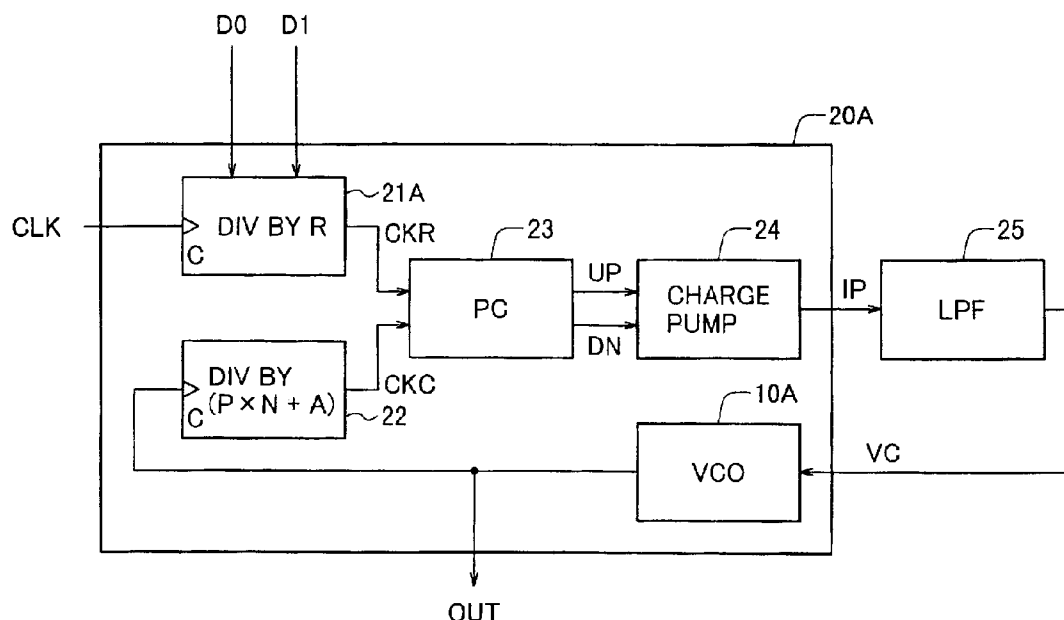 D0 D1
20A
21A
CLK
DIV BY R
C
CKR
23
24
25
UP
IP
PC
CHARGE
PUMP
LPF
DN
DIV BY
(P×N+A)
C
CKC
22
10A
VCO
VC
OUT